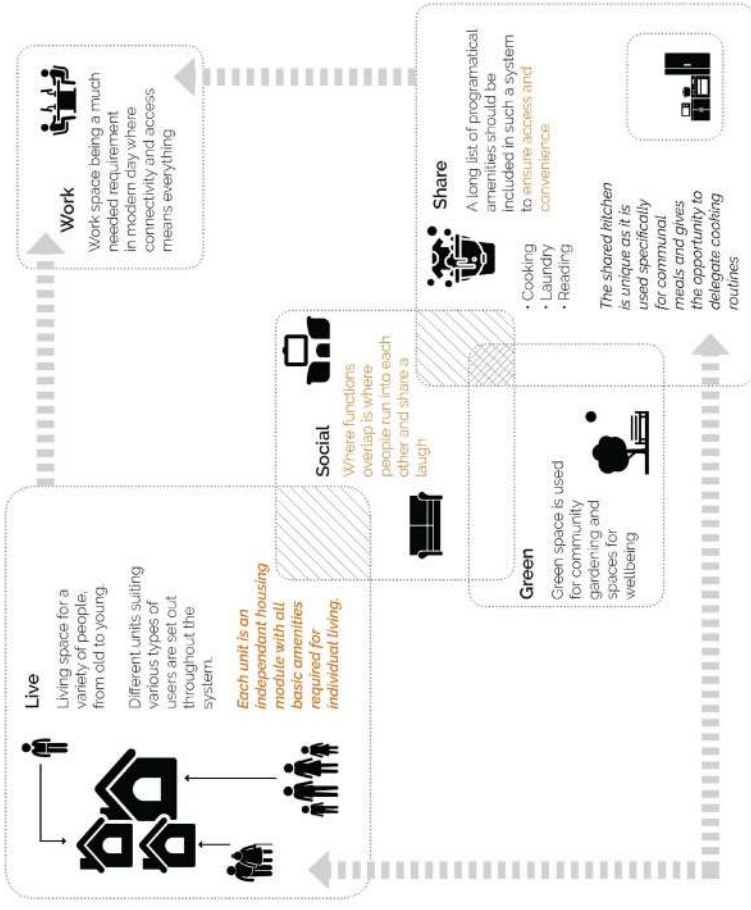 Live
Living space for a
variety of people,
from old to young.
Different units suiting
various types of
users are set out
throughout the
system.
Each unit is an
independant housing
module with all
basic amenities
required for
individual living.
Social
Where functions
overlap is where
people run into each
other and share a
laugh
Work
Work space being a much
needed requirement
in modern day where
connectivity and access
means everything
Green
Green space is used
for community
gardening and
spaces for
wellbeing
Share
A long list of programatical
amenities should be
included in such a system
to ensure access and
convenience
• Cooking
• Laundry
• Reading
The shared kitchen
is unique as it is
used specifically
for communal
meals and gives
the opportunity to
delegate cooking
routines